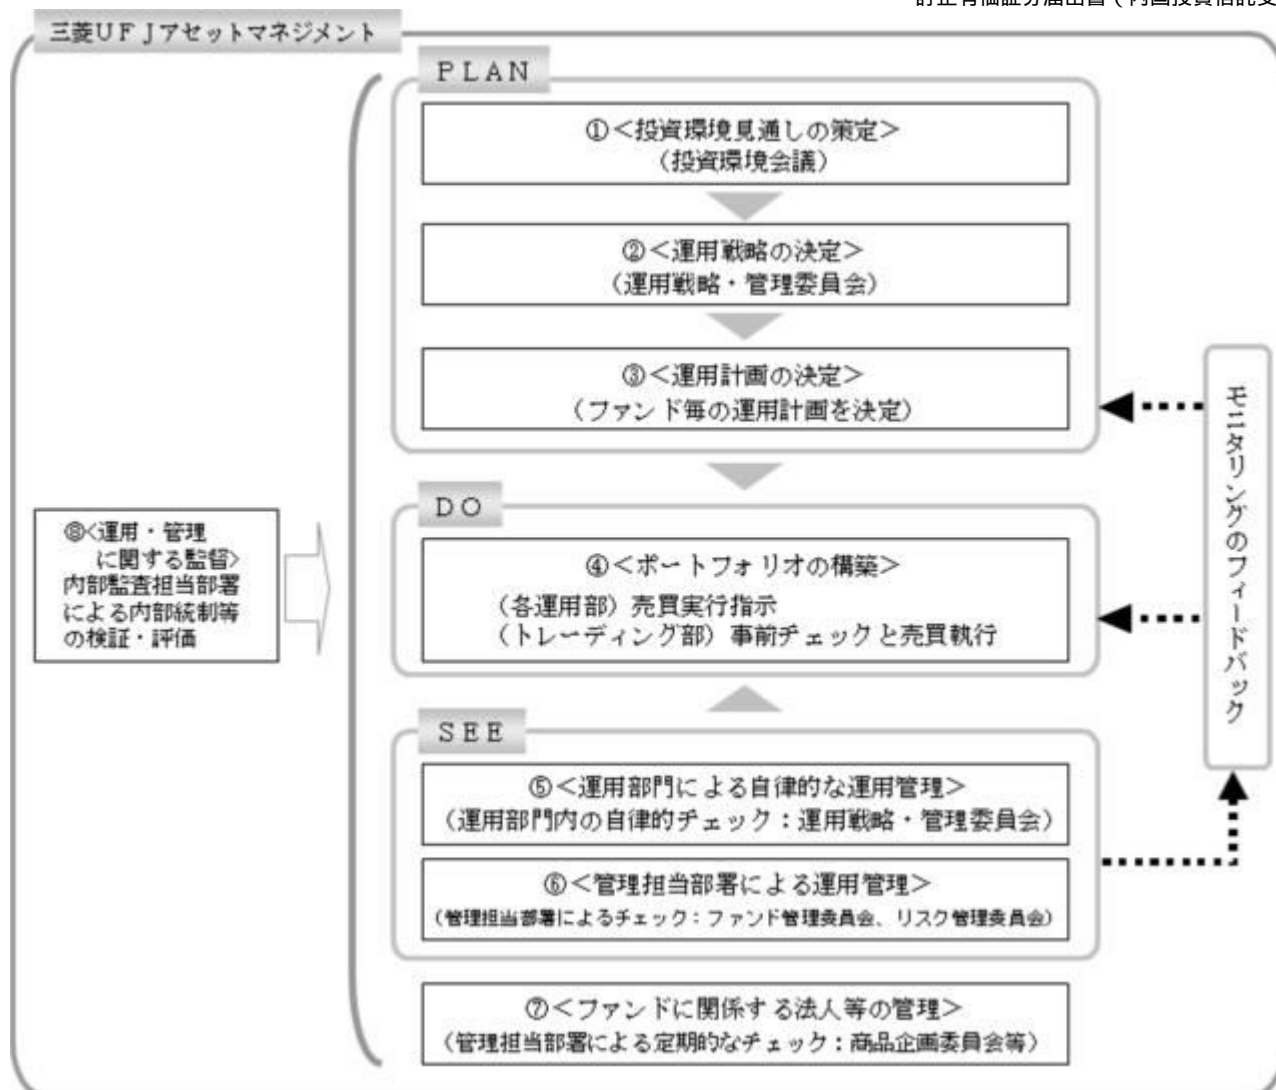 三菱ＵＦＪアセットマネジメント
ＰＬＡＮ
①＜投資環境見通しの策定＞
（投資環境会議）
②＜運用戦略の決定＞
（運用戦略・管理委員会）
③＜運用計画の決定＞
（ファンド毎の運用計画を決定）
ＤＯ
④＜ポートフォリオの構築＞
（各運用部）売買実行指示
（トレーディング部）事前チェックと売買執行
ＳＥＥ
⑤＜運用部門による自律的な運用管理＞
（運用部門内の自律的チェック：運用戦略・管理委員会）
⑥＜管理担当部署による運用管理＞
（管理担当部署によるチェック：ファンド管理委員会、リスク管理委員会）
⑦＜ファンドに関係する法人等の管理＞
（管理担当部署による定期的なチェック：商品企画委員会等）
⑧＜運用・管理
に関する監督＞
内部監査担当部署
による内部統制等
の検証・評価
モニタリングのフィードバック